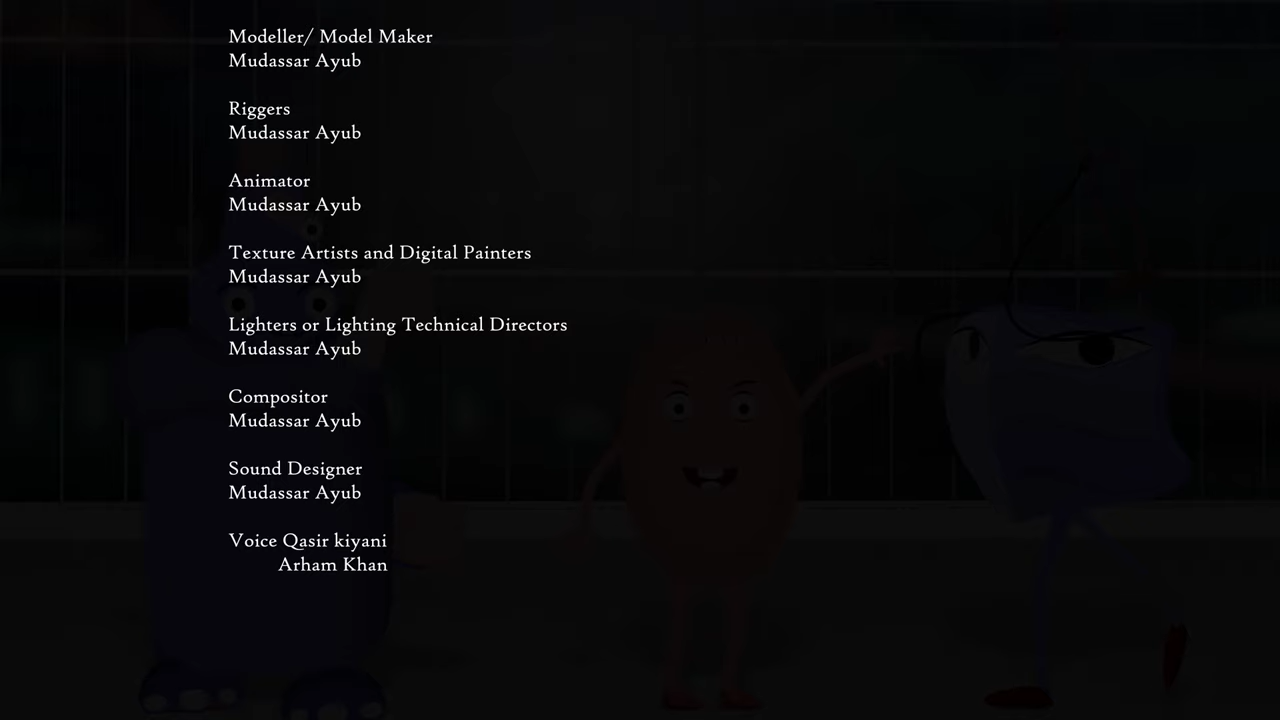 Modeller/ Model Maker
Mudassar Ayub
Riggers
Mudassar Ayub
Animator
Mudassar Ayub
Texture Artists and Digital Painters
Mudassar Ayub
Lighters or Lighting Technical Directors
Mudassar Ayub
Compositor
Mudassar Ayub
Sound Designer
Mudassar Ayub
Voice Qasir kiyani
Arham Khan